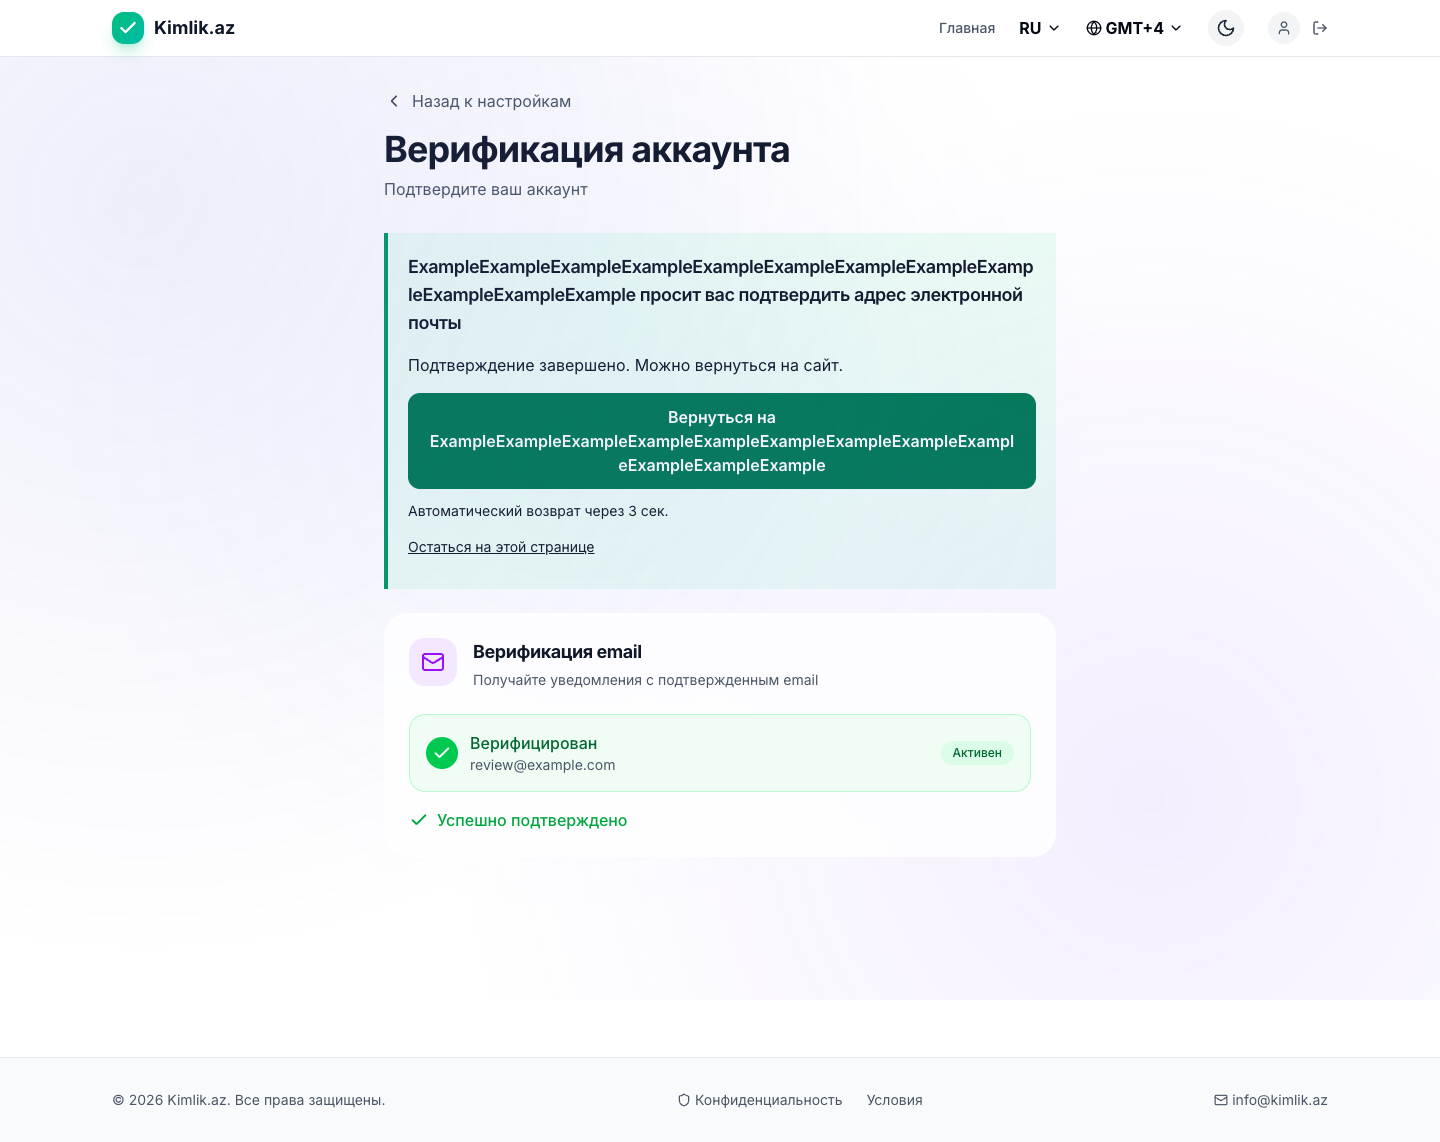 Kimlik.az
Главная
RU
GMT+4
Назад к настройкам
Верификация аккаунта
Подтвердите ваш аккаунт
ExampleExampleExampleExampleExampleExampleExampleExampleExamp
leExampleExampleExample просит вас подтвердить адрес электронной
почты
Подтверждение завершено. Можно вернуться на сайт.
Вернуться на
ExampleExampleExampleExampleExampleExampleExampleExampleExampl
eExampleExampleExample
Автоматический возврат через 3 сек.
Остаться на этой странице
Верификация email
Получайте уведомления с подтвержденным email
Верифицирован
Активен
review@example.com
Успешно подтверждено
© 2026 Kimlik.az. Все права защищены.
Конфиденциальность
Условия
info@kimlik.az